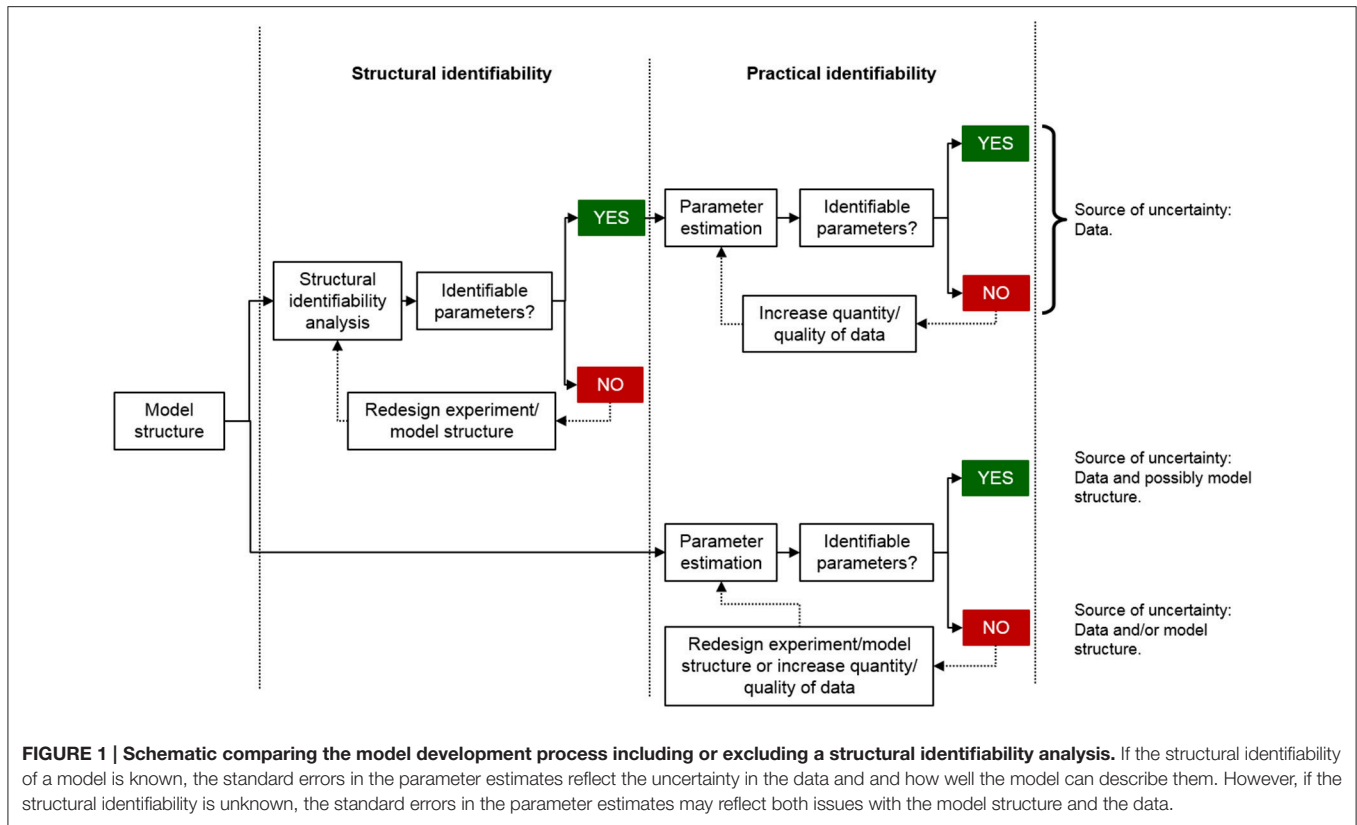 Structural identifiability
Practical identifiability
Model
structure
Structural
identifiability
analysis
Identifiable
parameters?
YES
NO
Redesign experiment/
model structure
Parameter
estimation
Identifiable
parameters?
YES
NO
Increase quantity/
quality of data
Source of uncertainty:
Data.
Parameter
estimation
Identifiable
parameters?
YES
NO
Redesign experiment/model
structure or increase quantity/
quality of data
Source of uncertainty:
Data and possibly model
structure.
Source of uncertainty:
Data and/or model
structure.
FIGURE 1 | Schematic comparing the model development process including or excluding a structural identifiability analysis. If the structural identifiability
of a model is known, the standard errors in the parameter estimates reflect the uncertainty in the data and and how well the model can describe them. However, if the
structural identifiability is unknown, the standard errors in the parameter estimates may reflect both issues with the model structure and the data.